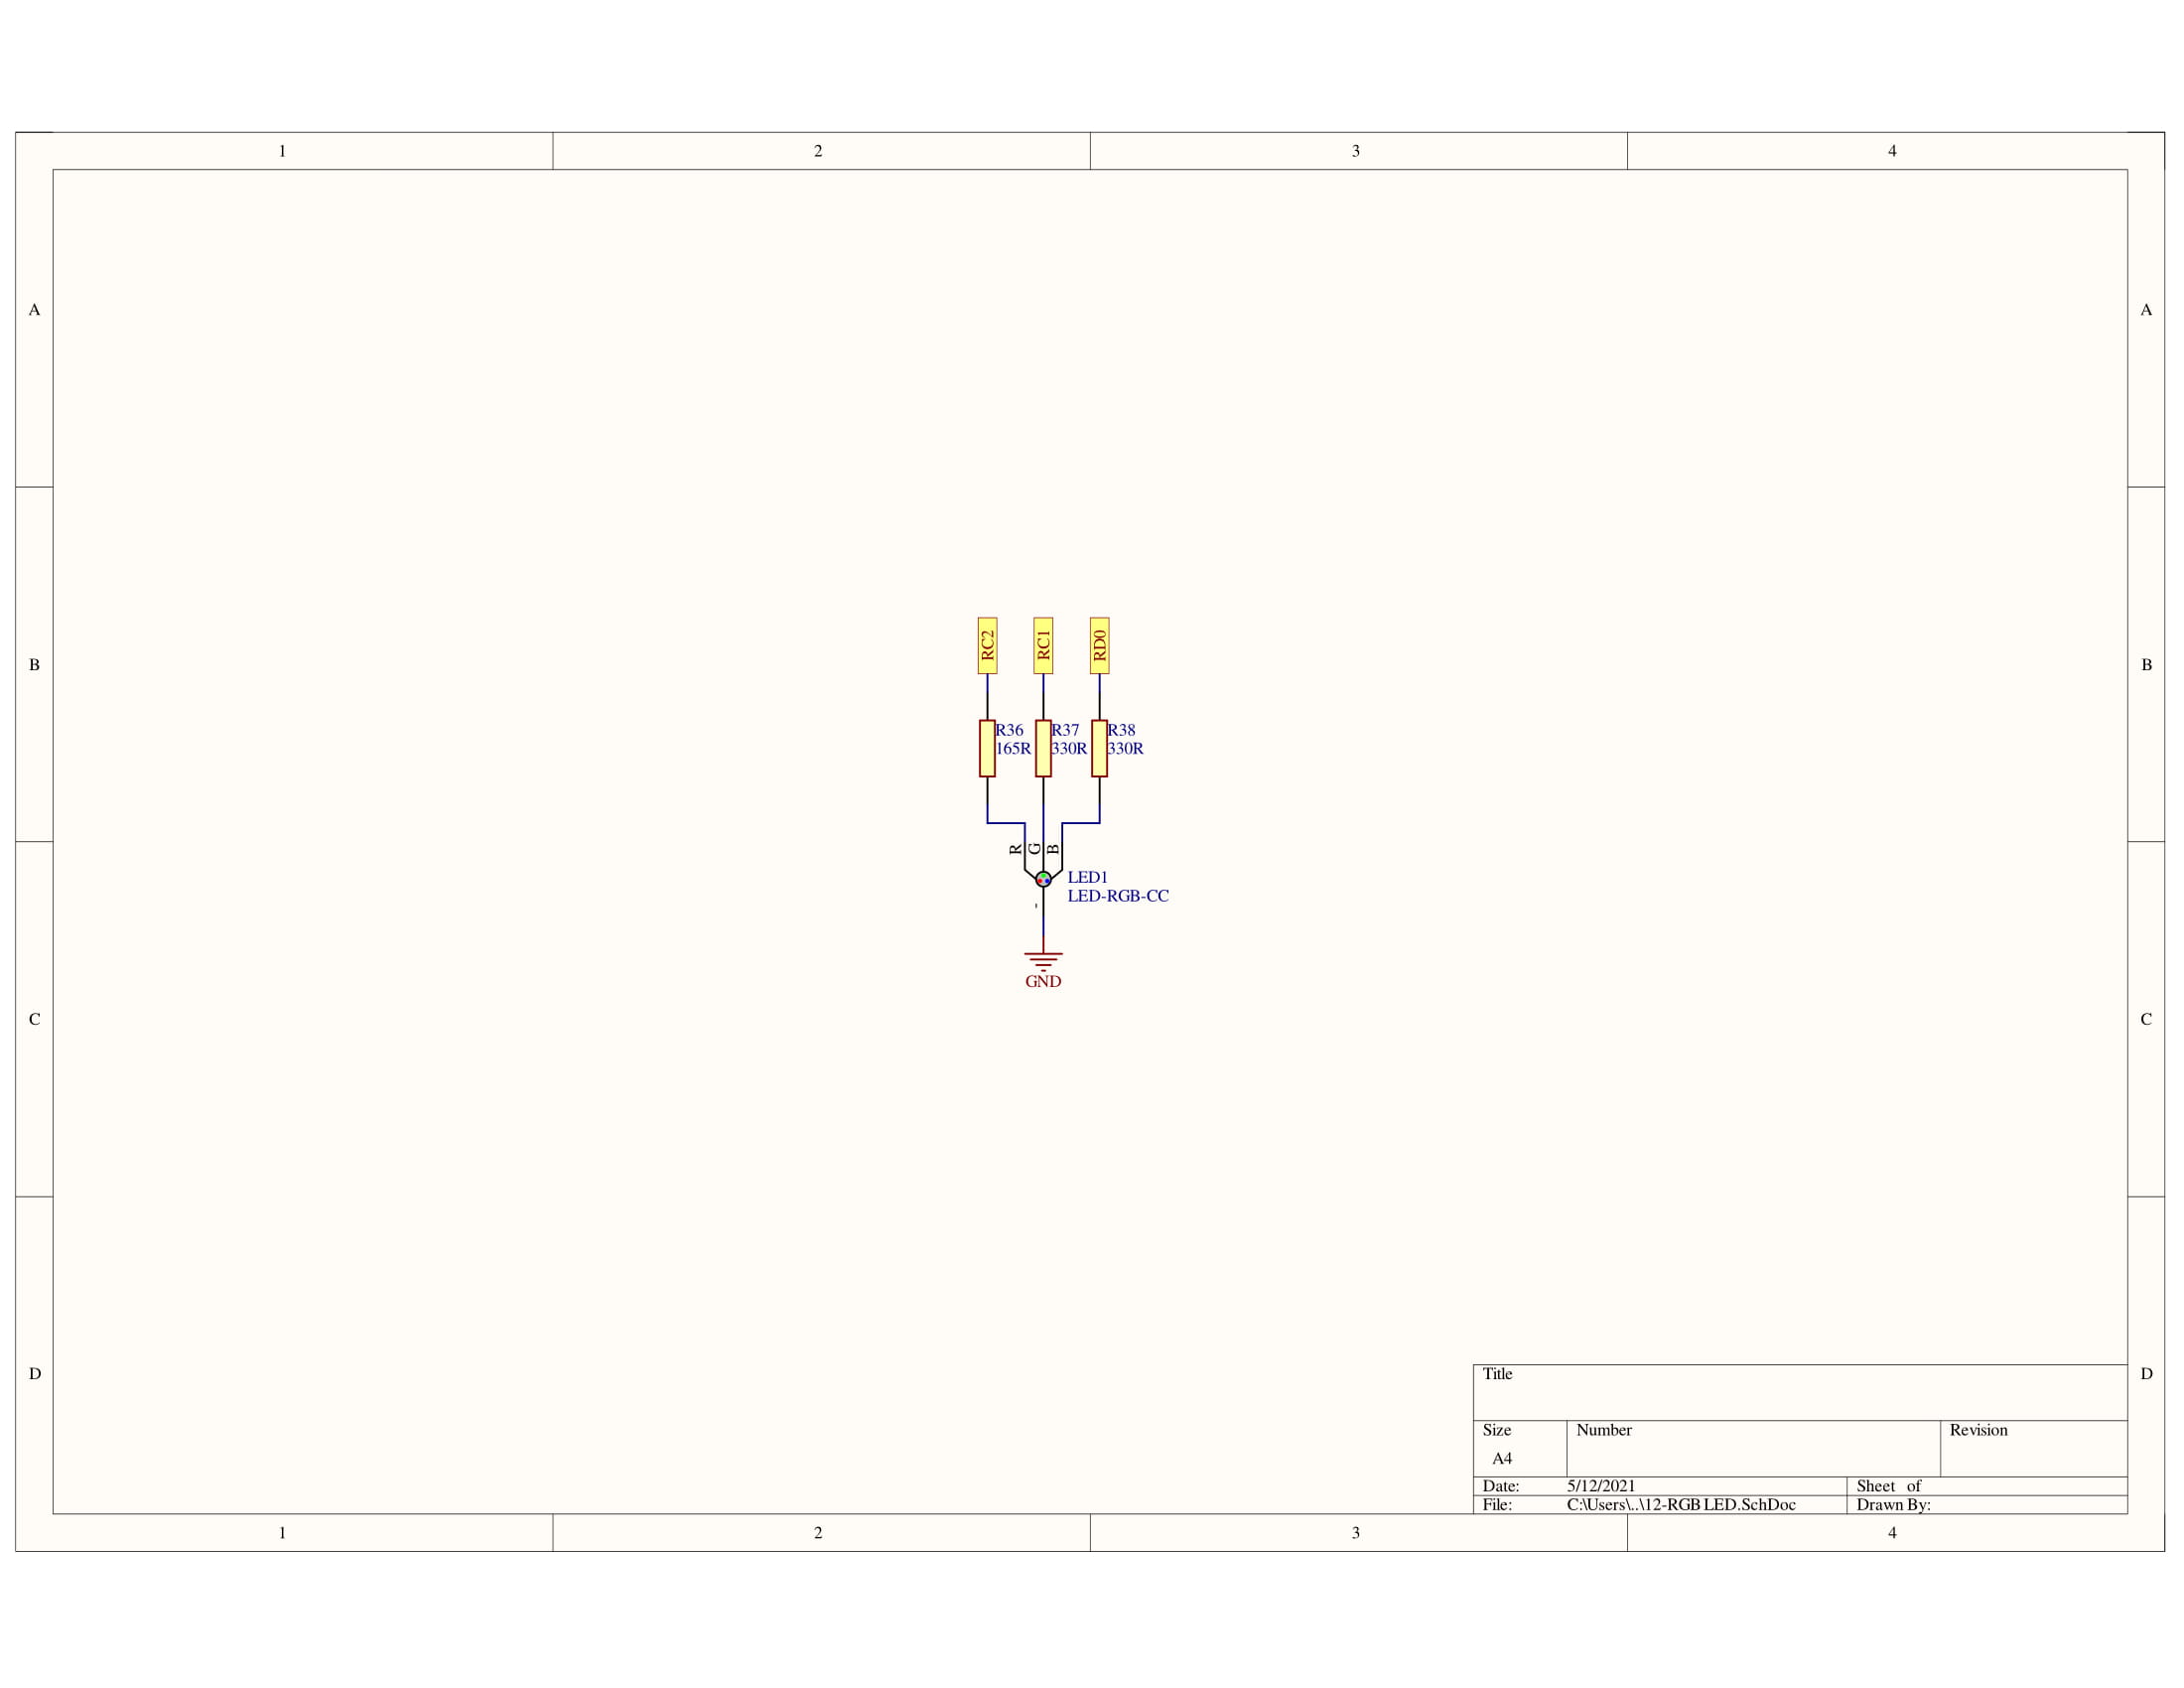 1 2 3 4
A A
B B
RC2 RC1 RD0
R36 R37 R38
165R 330R 330R
R G B
LED1
LED-RGB-CC
-
GND
C C
D D
Title
Size Number Revision
A4
Date: 5/12/2021 Sheet of
File: C:\Users\..\12-RGB LED.SchDoc Drawn By:
1 2 3 4